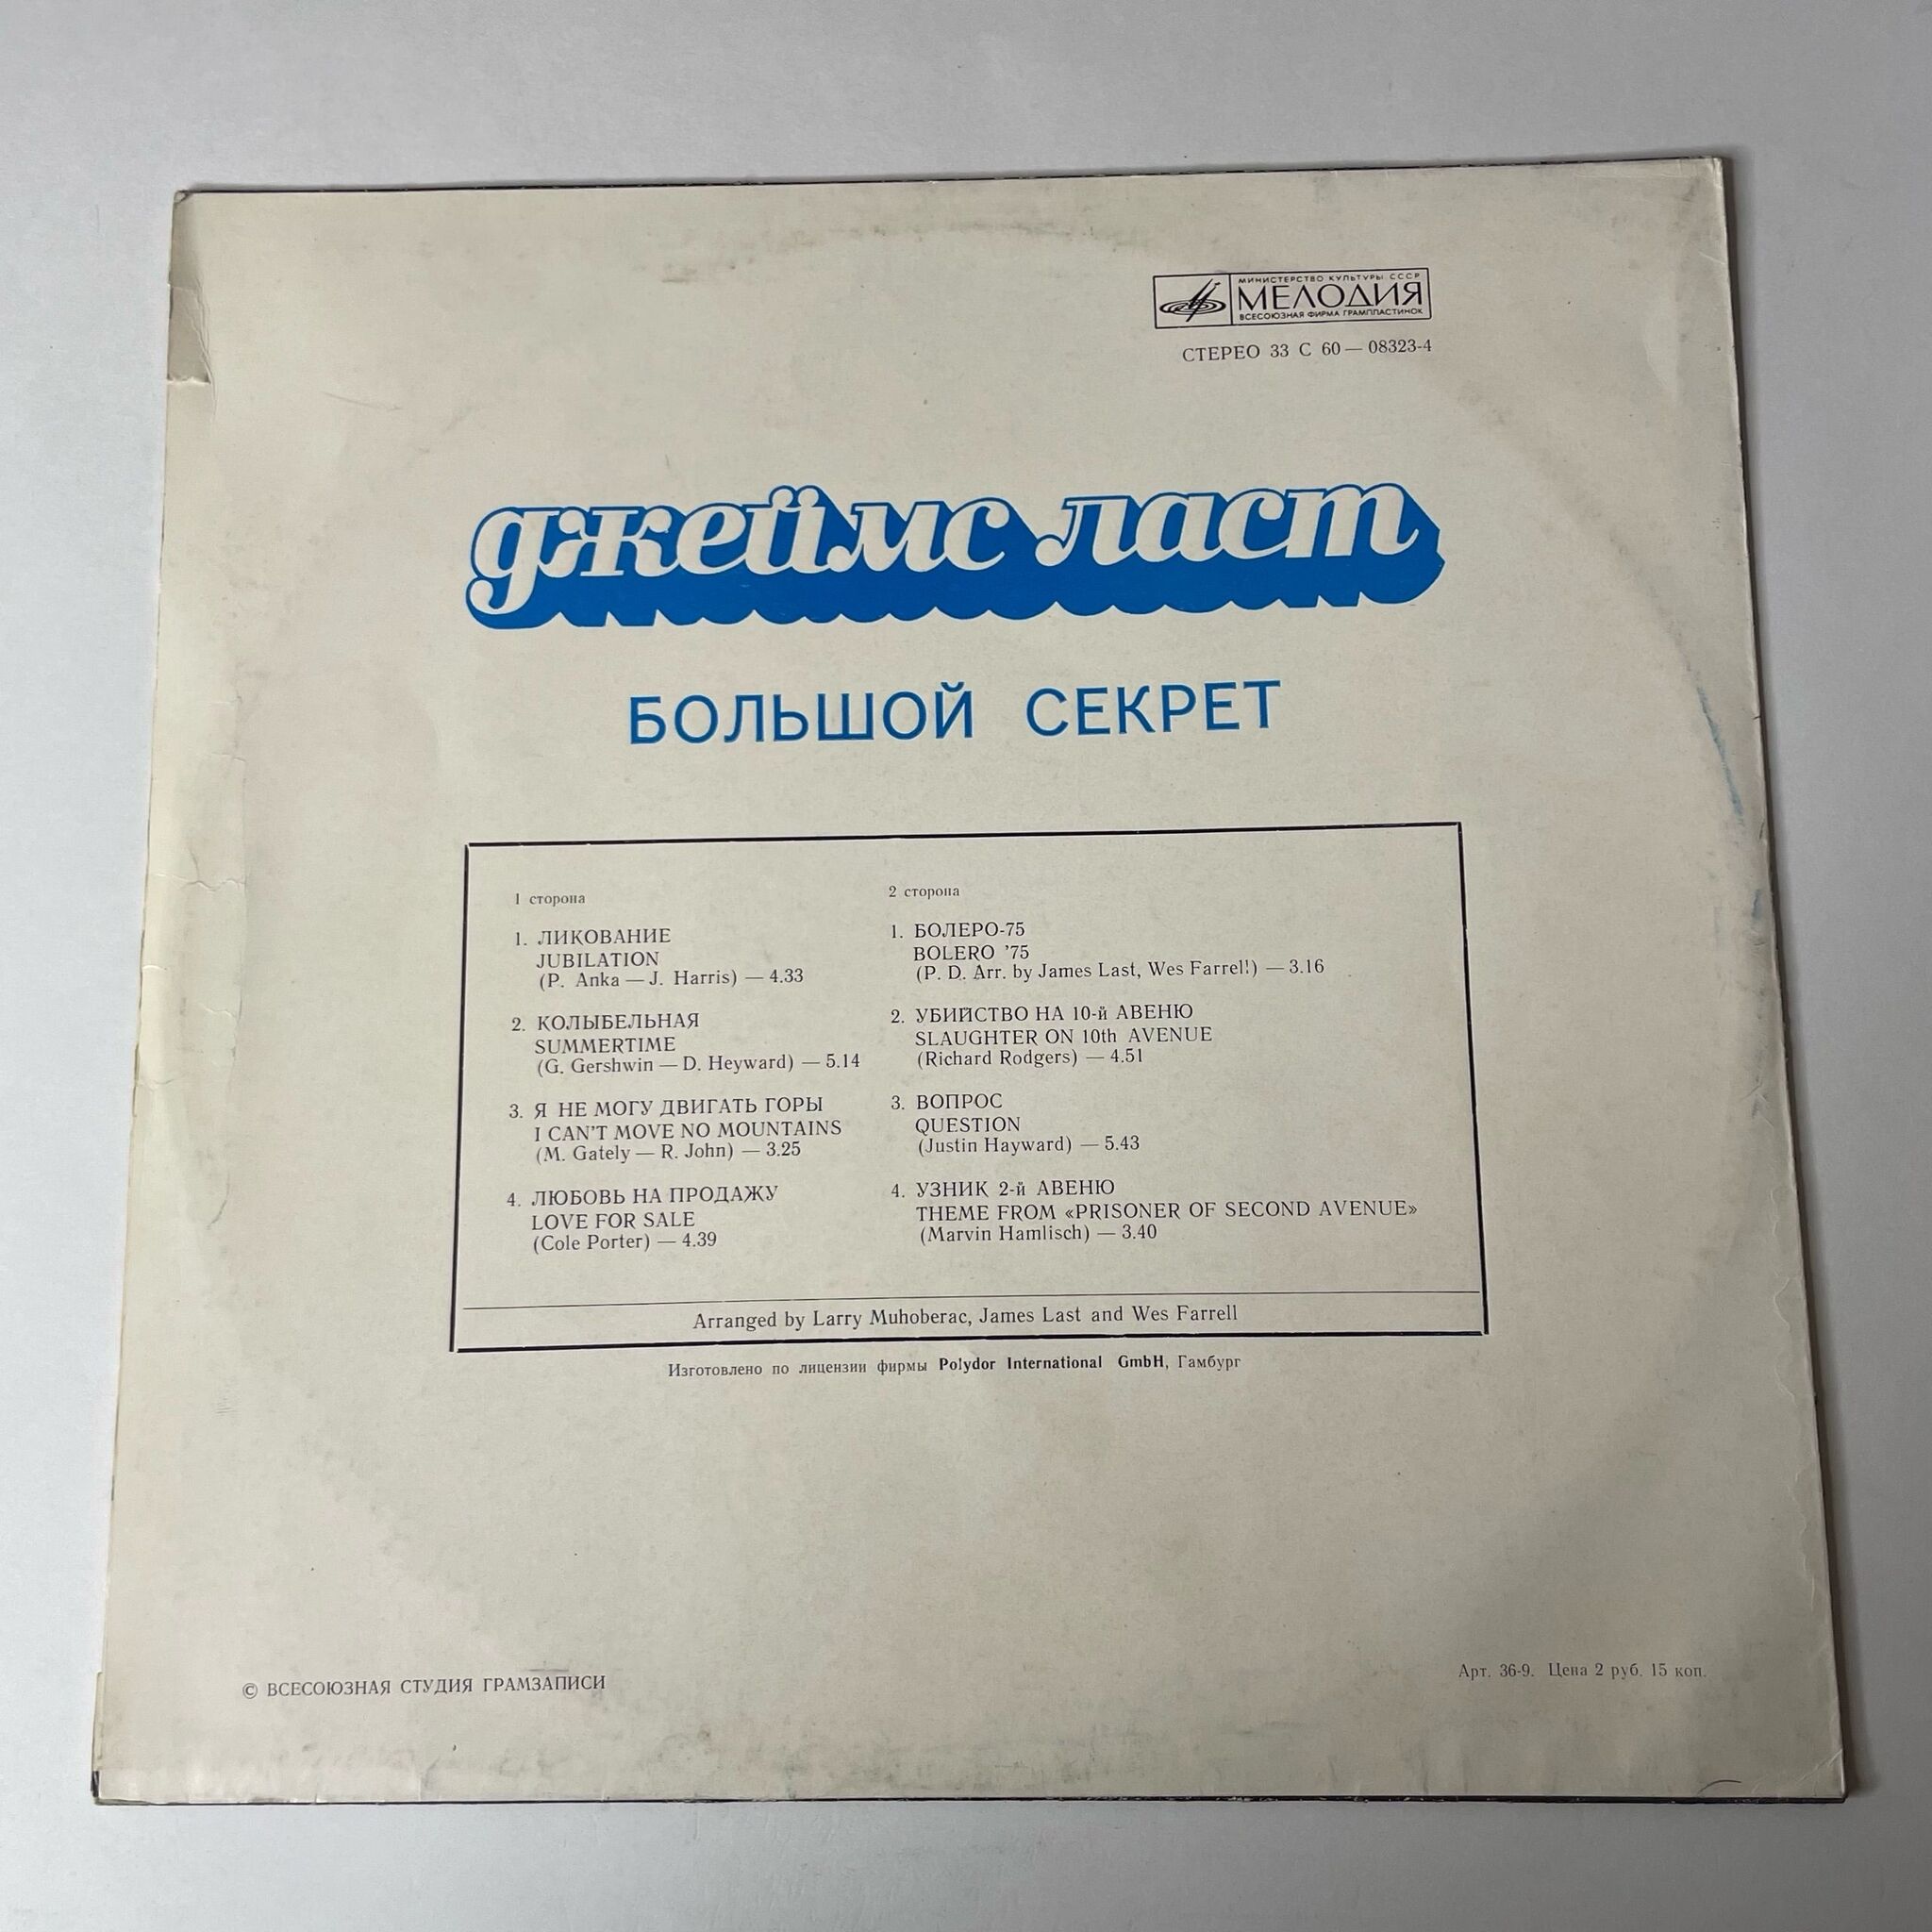 МИНИСТЕРСТВО КУЛЬТУРЫ СССР
МЕЛОДИЯ
ВСЕСОЮЗНАЯ ФИРМА ГРАМПЛАСТИНОК
СТЕРЕО 33 С 60 — 08323-4
джеймс ласт
БОЛЬШОЙ СЕКРЕТ
1 сторона
1. ЛИКОВАНИЕ
JUBILATION
(P. Anka — J. Harris) — 4.33
2. КОЛЫБЕЛЬНАЯ
SUMMERTIME
(G. Gershwin — D. Heyward) — 5.14
3. Я НЕ МОГУ ДВИГАТЬ ГОРЫ
I CAN'T MOVE NO MOUNTAINS
(M. Gately — R. John) — 3.25
4. ЛЮБОВЬ НА ПРОДАЖУ
LOVE FOR SALE
(Cole Porter) — 4.39
2 сторона
1. БОЛЕРО-75
BOLERO '75
(P. D. Arr. by James Last, Wes Farrel!) — 3.16
2. УБИЙСТВО НА 10-й АВЕНЮ
SLAUGHTER ON 10th AVENUE
(Richard Rodgers) — 4.51
3. ВОПРОС
QUESTION
(Justin Hayward) — 5.43
4. УЗНИК 2-й АВЕНЮ
THEME FROM «PRISONER OF SECOND AVENUE»
(Marvin Hamlisch) — 3.40
Arranged by Larry Muhoberac, James Last and Wes Farrell
Изготовлено по лицензии фирмы Polydor International GmbH, Гамбург
© ВСЕСОЮЗНАЯ СТУДИЯ ГРАМЗАПИСИ
Арт. 36-9. Цена 2 руб. 15 коп.